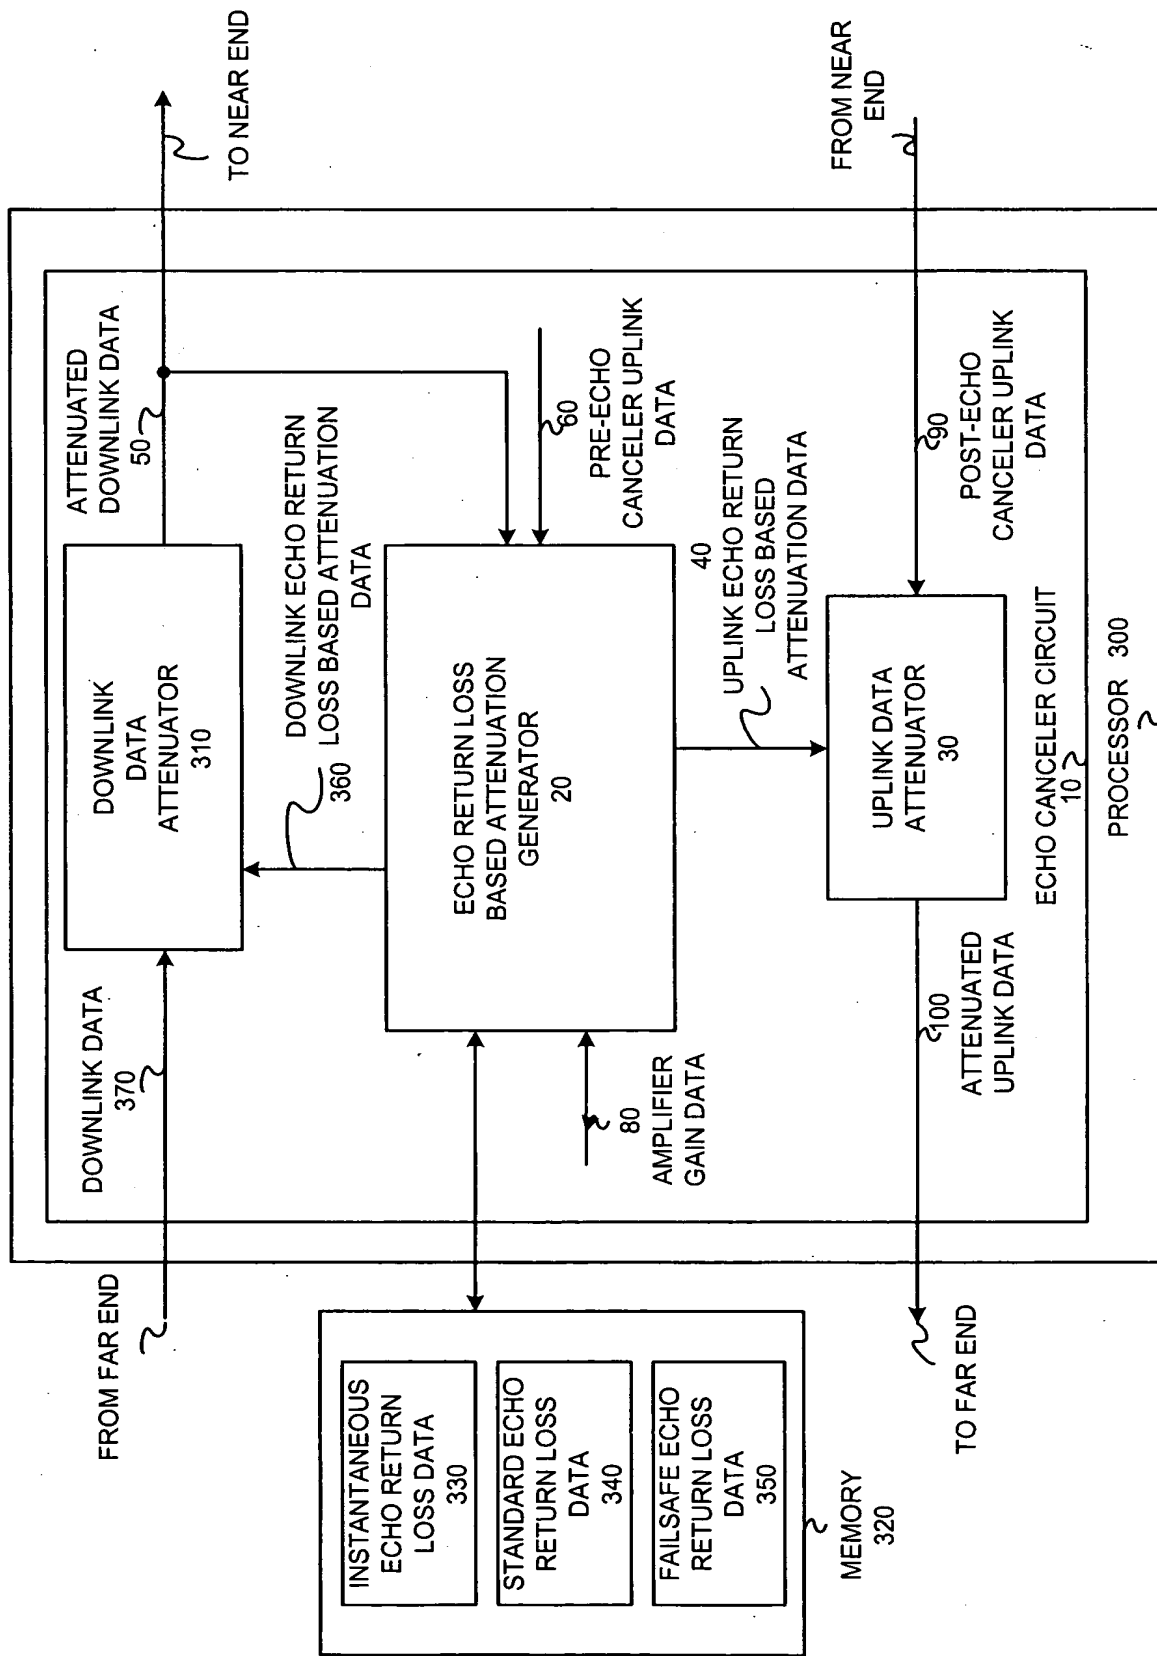 FROM FAR END
DOWNLINK DATA
370
DOWNLINK
DATA
ATTENUATOR
310
ATTENUATED
DOWNLINK DATA
50
TO NEAR END
360
DOWNLINK ECHO RETURN
LOSS BASED ATTENUATION
DATA
INSTANTANEOUS
ECHO RETURN
LOSS DATA
330
STANDARD ECHO
RETURN LOSS
DATA
340
FAILSAFE ECHO
RETURN LOSS
DATA
350
MEMORY
320
80
AMPLIFIER
GAIN DATA
ECHO RETURN LOSS
BASED ATTENUATION
GENERATOR
20
60
PRE-ECHO
CANCELER UPLINK
DATA
40
UPLINK ECHO RETURN
LOSS BASED
ATTENUATION DATA
UPLINK DATA
ATTENUATOR
30
FROM NEAR
END
90
POST-ECHO
CANCELER UPLINK
DATA
100
ATTENUATED
UPLINK DATA
TO FAR END
ECHO CANCELER CIRCUIT
10
PROCESSOR 300